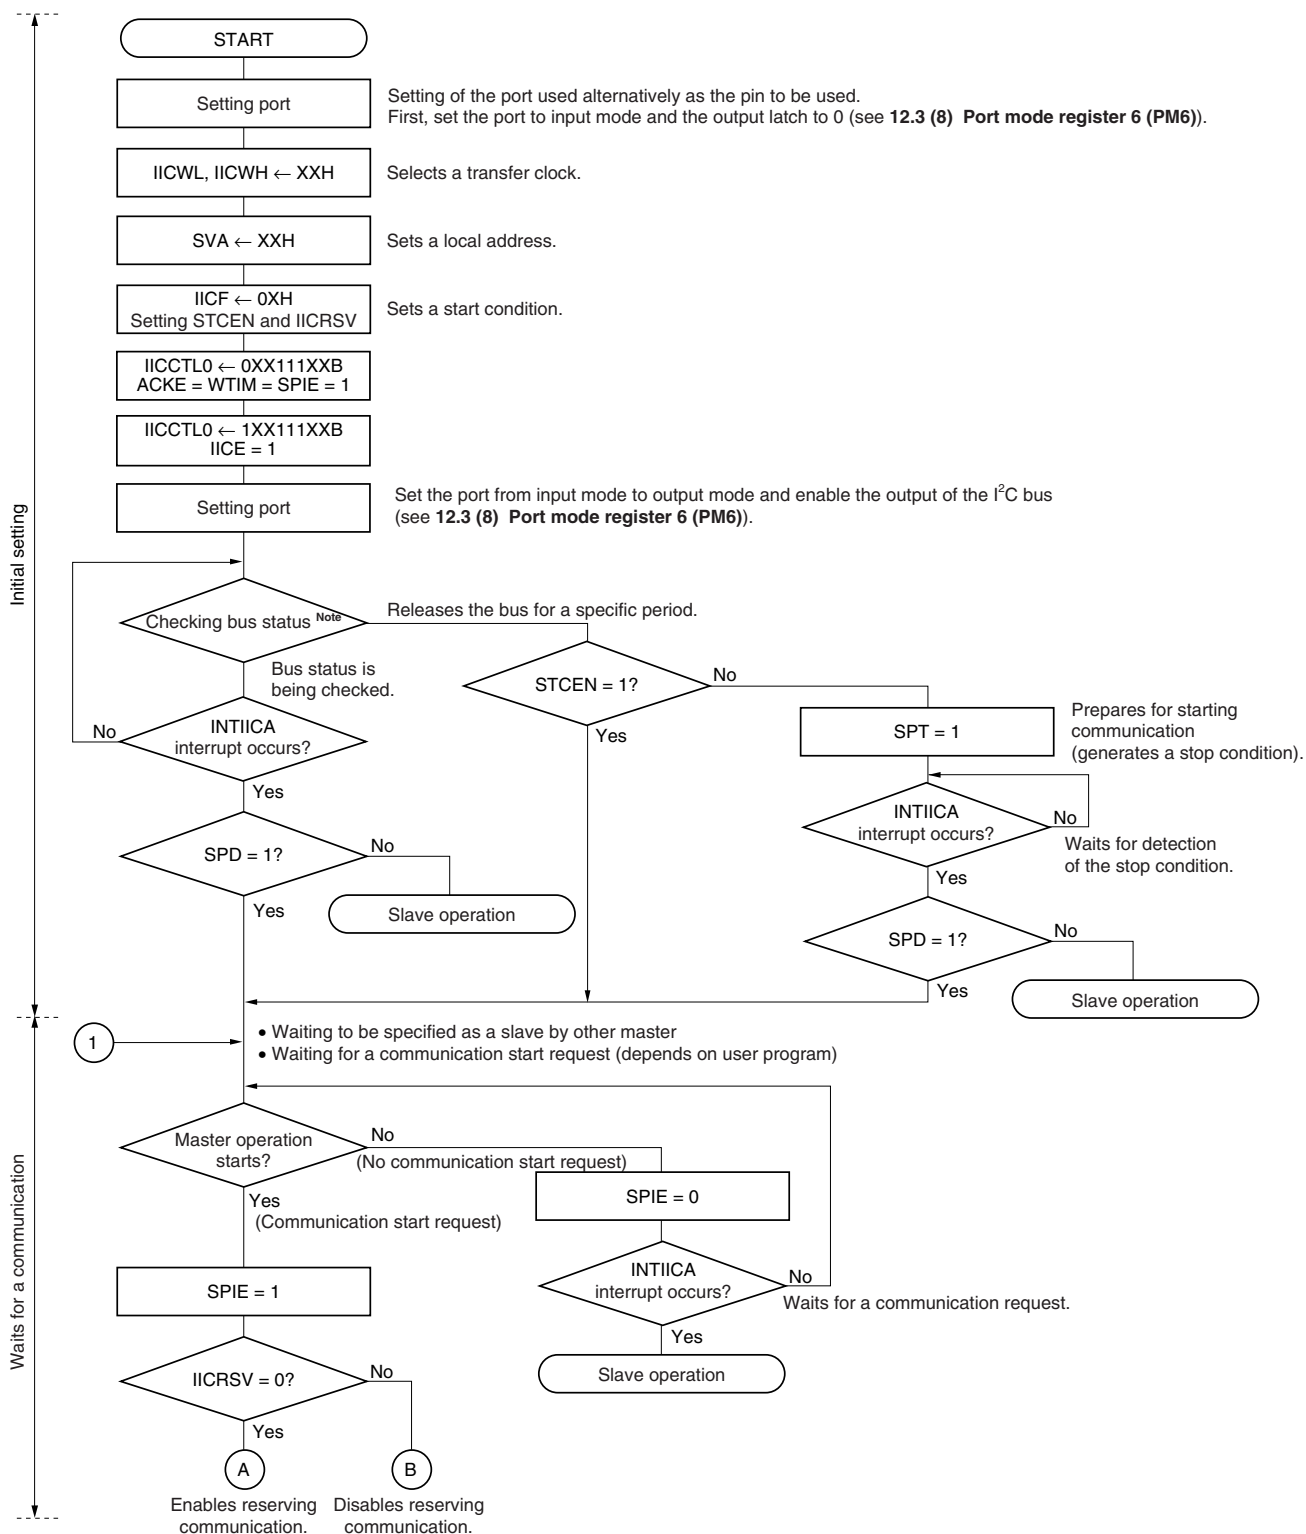 START
Setting port
Setting of the port used alternatively as the pin to be used.
First, set the port to input mode and the output latch to 0 (see 12.3 (8) Port mode register 6 (PM6)).
IICWL, IICWH ← XXH
Selects a transfer clock.
SVA ← XXH
Sets a local address.
IICF ← 0XH
Setting STCEN and IICRSV
Sets a start condition.
IICCTL0 ← 0XX111XXB
ACKE = WTIM = SPIE = 1
IICCTL0 ← 1XX111XXB
IICE = 1
Setting port
Set the port from input mode to output mode and enable the output of the I²C bus
(see 12.3 (8) Port mode register 6 (PM6)).
Initial setting
Checking bus status Note
Releases the bus for a specific period.
Bus status is
being checked.
STCEN = 1?
No
Yes
SPT = 1
Prepares for starting
communication
(generates a stop condition).
INTIICA
interrupt occurs?
No
Yes
INTIICA
interrupt occurs?
No
Waits for detection
of the stop condition.
Yes
SPD = 1?
No
Yes
Slave operation
SPD = 1?
No
Yes
Slave operation
1
• Waiting to be specified as a slave by other master
• Waiting for a communication start request (depends on user program)
Waits for a communication
Master operation
starts?
No
(No communication start request)
Yes
(Communication start request)
SPIE = 0
INTIICA
interrupt occurs?
No
Waits for a communication request.
Yes
Slave operation
SPIE = 1
IICRSV = 0?
No
Yes
A
B
Enables reserving
communication.
Disables reserving
communication.